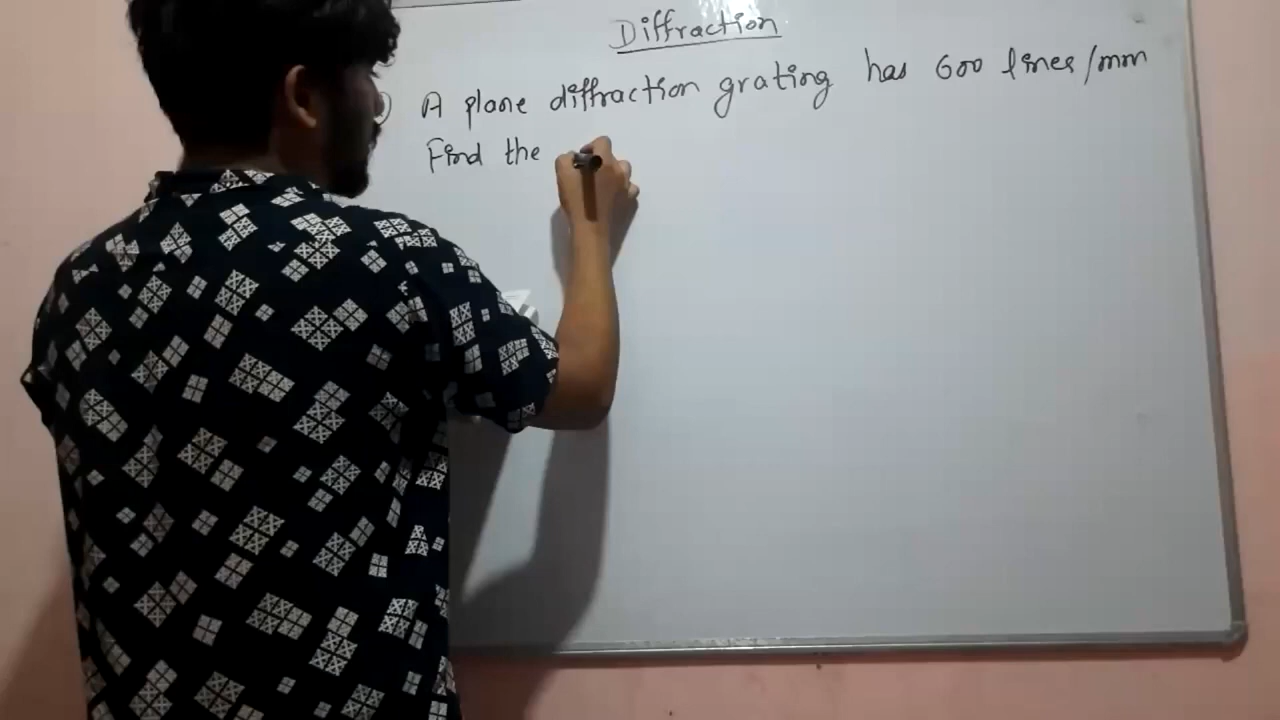 Diffraction
) A plane diffraction grating has 600 lines/mm
Find the